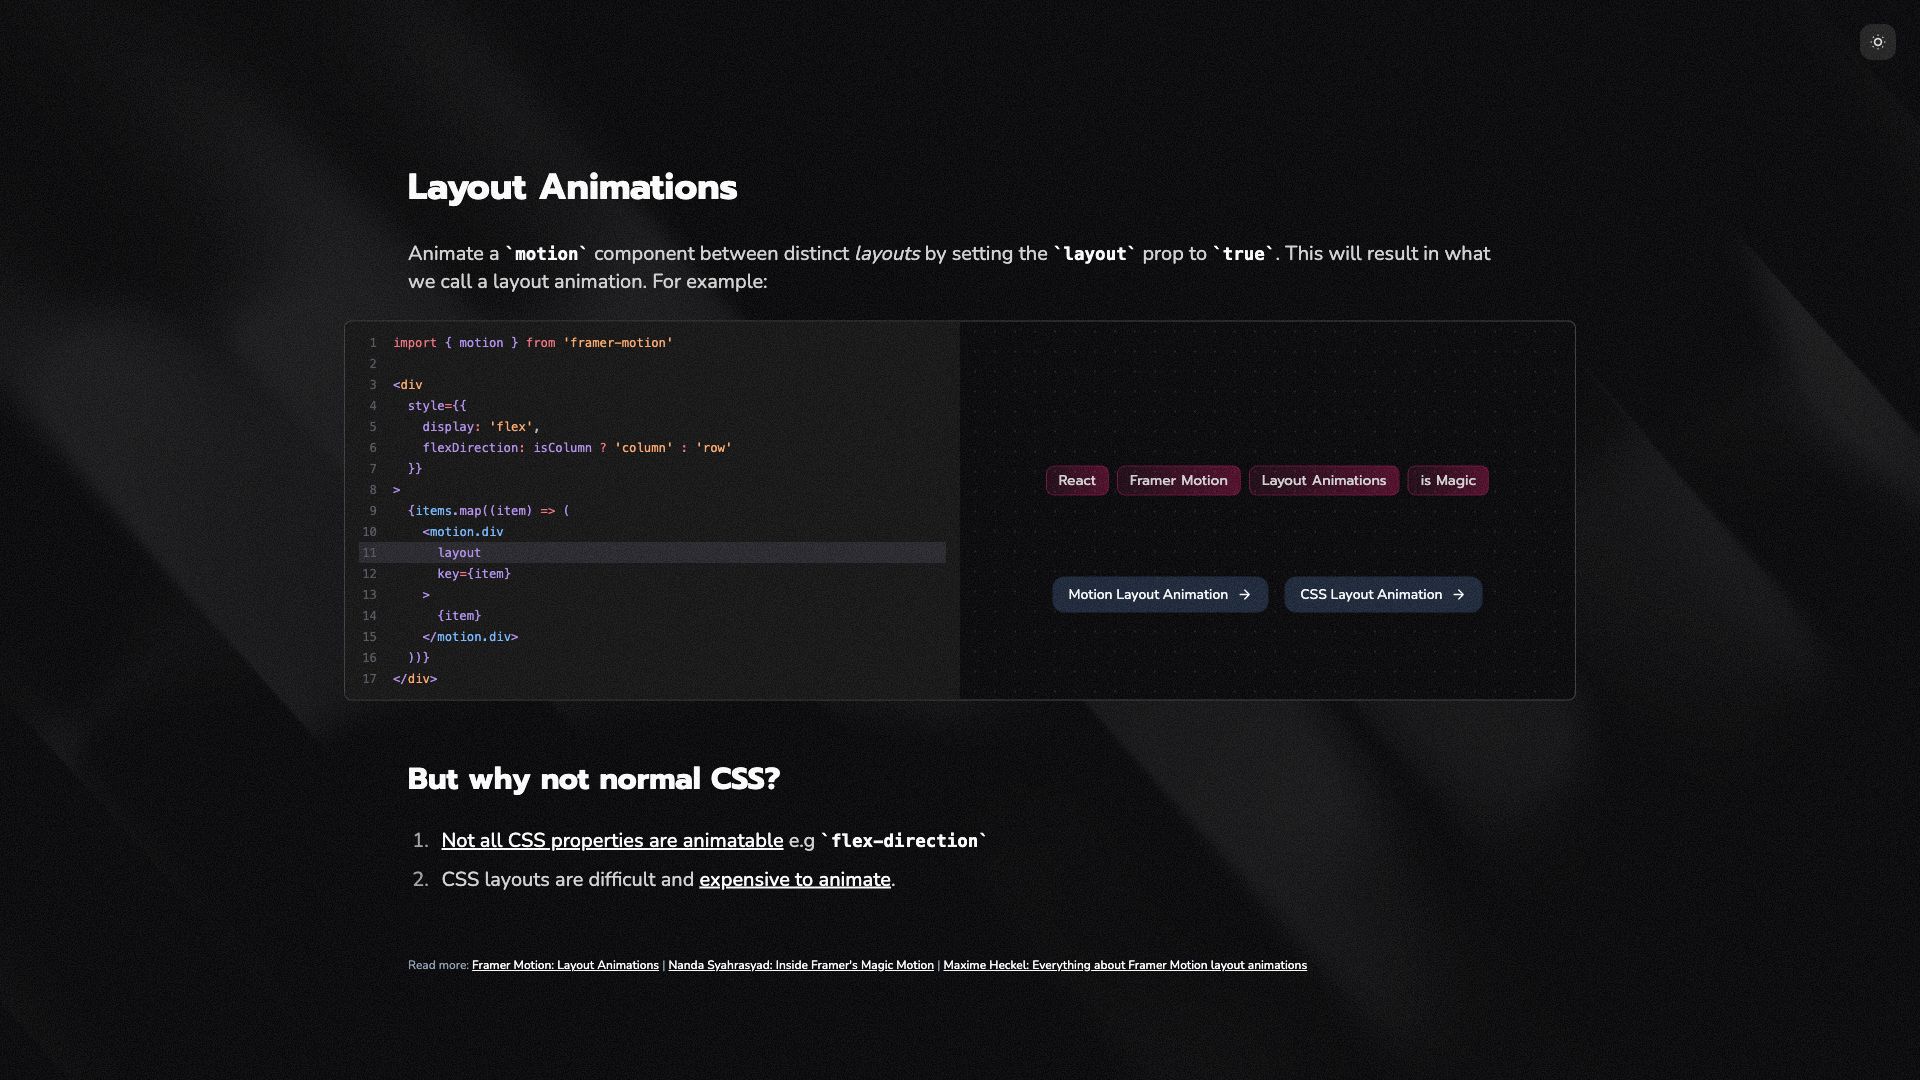 Layout Animations
Animate a `motion` component between distinct layouts by setting the `layout` prop to `true`. This will result in what
we call a layout animation. For example:
1 import { motion } from 'framer-motion'
2
3 <div
4   style={{
5     display: 'flex',
6     flexDirection: isColumn ? 'column' : 'row'
7   }}
8 >
9   {items.map((item) => (
10     <motion.div
11       layout
12       key={item}
13     >
14       {item}
15     </motion.div>
16   ))}
17 </div>
React Framer Motion Layout Animations is Magic
Motion Layout Animation → CSS Layout Animation →
But why not normal CSS?
1. Not all CSS properties are animatable e.g `flex-direction`
2. CSS layouts are difficult and expensive to animate.
Read more: Framer Motion: Layout Animations | Nanda Syahrasyad: Inside Framer's Magic Motion | Maxime Heckel: Everything about Framer Motion layout animations